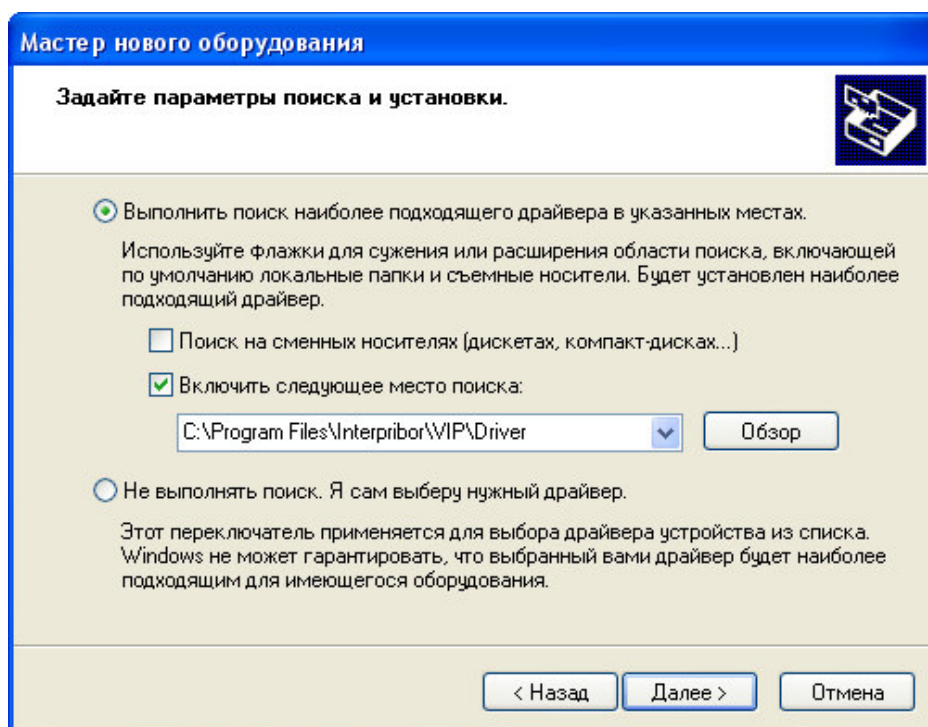 Мастер нового оборудования
Задайте параметры поиска и установки.
Выполнить поиск наиболее подходящего драйвера в указанных местах.
Используйте флажки для сужения или расширения области поиска, включающей
по умолчанию локальные папки и съемные носители. Будет установлен наиболее
подходящий драйвер.
Поиск на сменных носителях (дискетах, компакт-дисках...)
Включить следующее место поиска:
C:\Program Files\Interpribor\VIP\Driver
Обзор
Не выполнять поиск. Я сам выберу нужный драйвер.
Этот переключатель применяется для выбора драйвера устройства из списка.
Windows не может гарантировать, что выбранный вами драйвер будет наиболее
подходящим для имеющегося оборудования.
< Назад
Далее >
Отмена